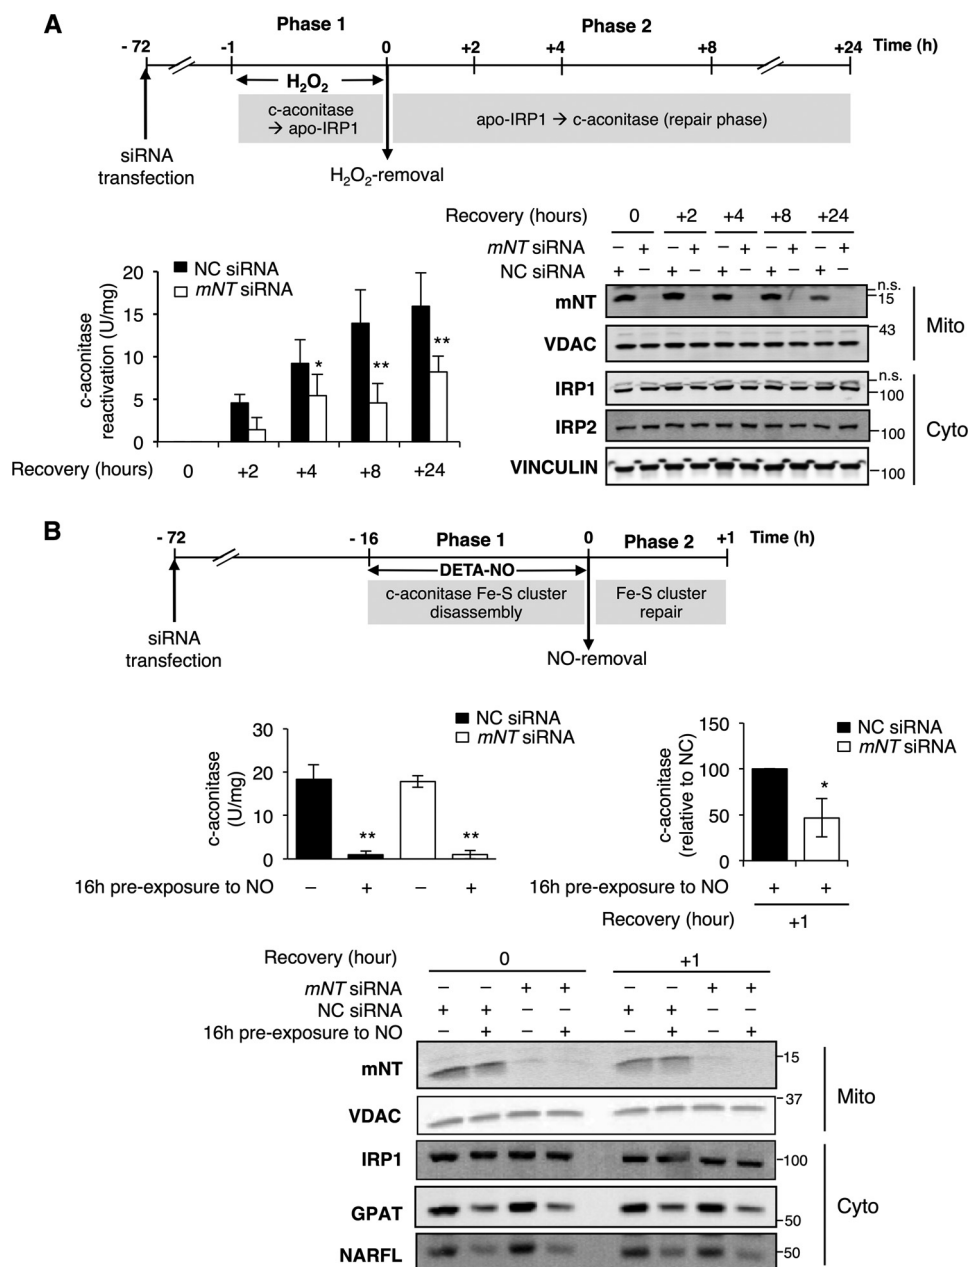 A
Phase 1
Phase 2
- 72
-1
0
+2
+4
+8
+24
Time (h)
H2O2
c-aconitase
→ apo-IRP1
apo-IRP1 → c-aconitase (repair phase)
siRNA
transfection
H2O2-removal
NC siRNA
mNT siRNA
c-aconitase
reactivation (U/mg)
20
15
10
5
0
*
**
**
Recovery (hours) 0 +2 +4 +8 +24
Recovery (hours) 0 +2 +4 +8 +24
mNT siRNA − + − + − + − + − +
NC siRNA + − + − + − + − + −
mNT n.s. 15
VDAC 43
Mito
IRP1 n.s. 100
IRP2 100
VINCULIN 100
Cyto
B
- 72
- 16
Phase 1
0
Phase 2
+1
Time (h)
DETA-NO
c-aconitase Fe-S cluster
disassembly
Fe-S cluster
repair
siRNA
transfection
NO-removal
NC siRNA
mNT siRNA
c-aconitase
(U/mg)
30
20
10
0
**
**
16h pre-exposure to NO − + − +
NC siRNA
mNT siRNA
c-aconitase
(relative to NC)
150
100
50
0
*
16h pre-exposure to NO + +
Recovery (hour) +1
Recovery (hour) 0 +1
mNT siRNA − − + + − − + +
NC siRNA + + − − + + − −
16h pre-exposure to NO − + − + − + − +
mNT 15
VDAC 37
Mito
IRP1 100
GPAT 50
NARFL 50
Cyto